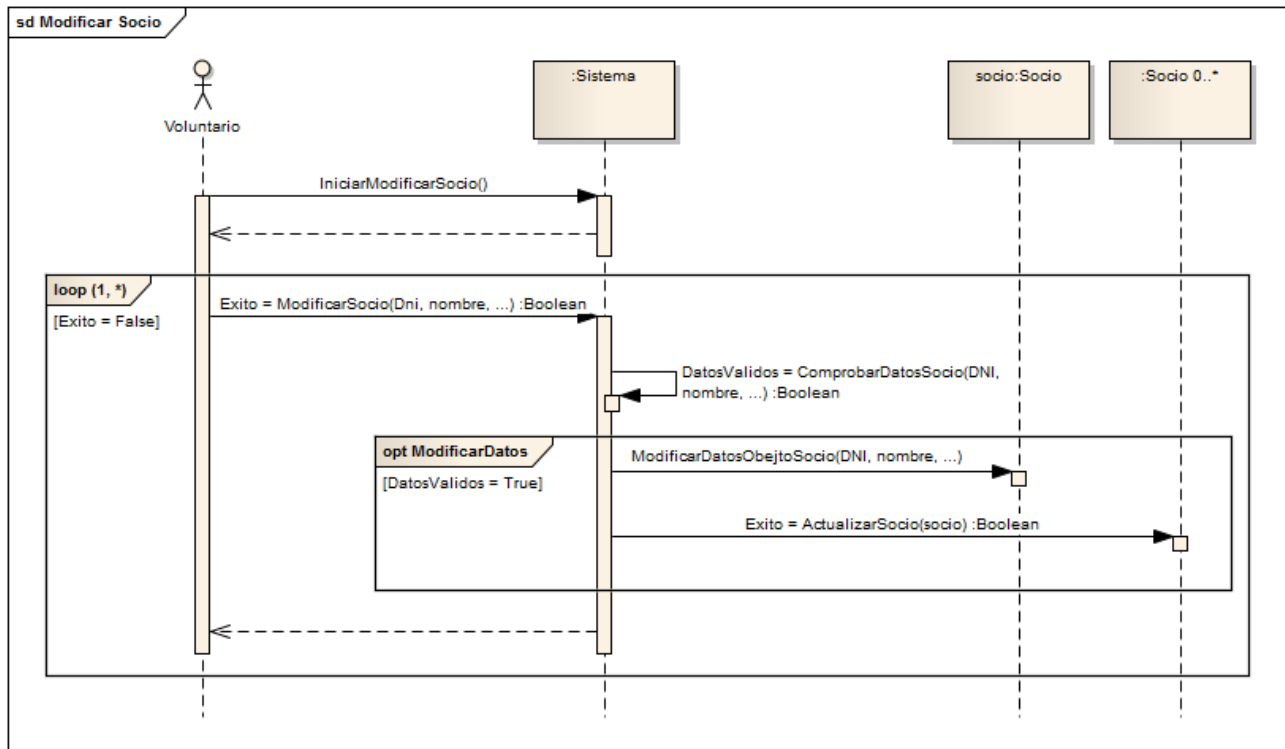 sd Modificar Socio
Voluntario
:Sistema
socio:Socio
:Socio 0..*
IniciarModificarSocio()
loop (1, *)
[Exito = False]
Exito = ModificarSocio(Dni, nombre, ...) :Boolean
DatosValidos = ComprobarDatosSocio(DNI,
nombre, ...) :Boolean
opt ModificarDatos
[DatosValidos = True]
ModificarDatosObejtoSocio(DNI, nombre, ...)
Exito = ActualizarSocio(socio) :Boolean